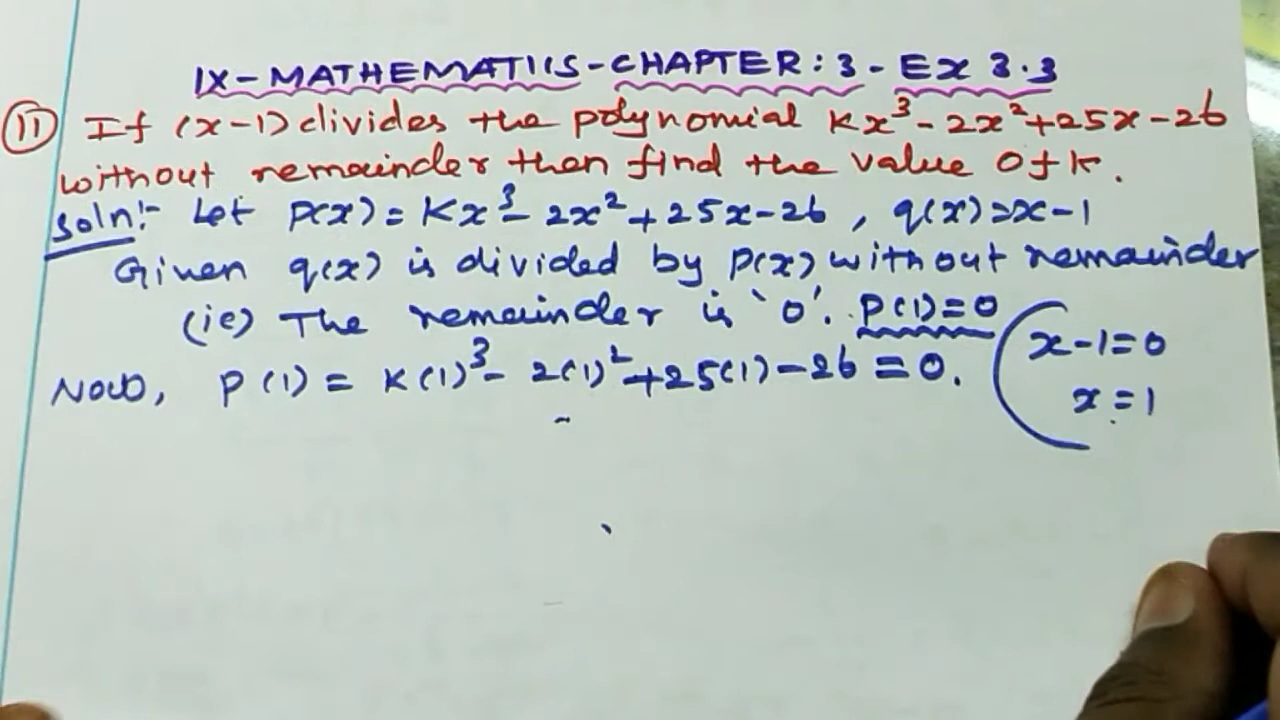 IX-MATHEMATICS-CHAPTER:3-EX 3.3
(11) If (x-1) divides the polynomial Kx³-2x²+25x-26
without remainder then find the value of k.
Soln:- Let P(x)=Kx³-2x²+25x-26, q(x)=x-1
Given q(x) is divided by P(x) without remainder
(ie) The remainder is '0'. P(1)=0
x-1=0
Now, P(1)= K(1)³-2(1)²+25(1)-26=0.
x=1